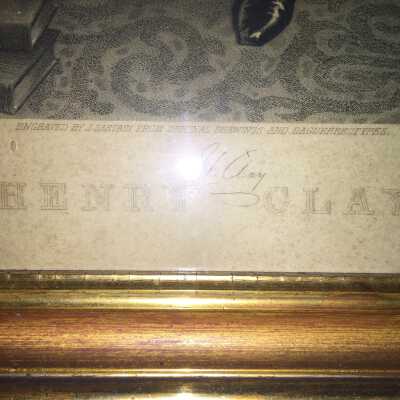 ENGRAVED BY J. SARTAIN FROM ORIGINAL DRAWINGS AND DAGUERREOTYPES.
H. Clay
HENRY CLAY